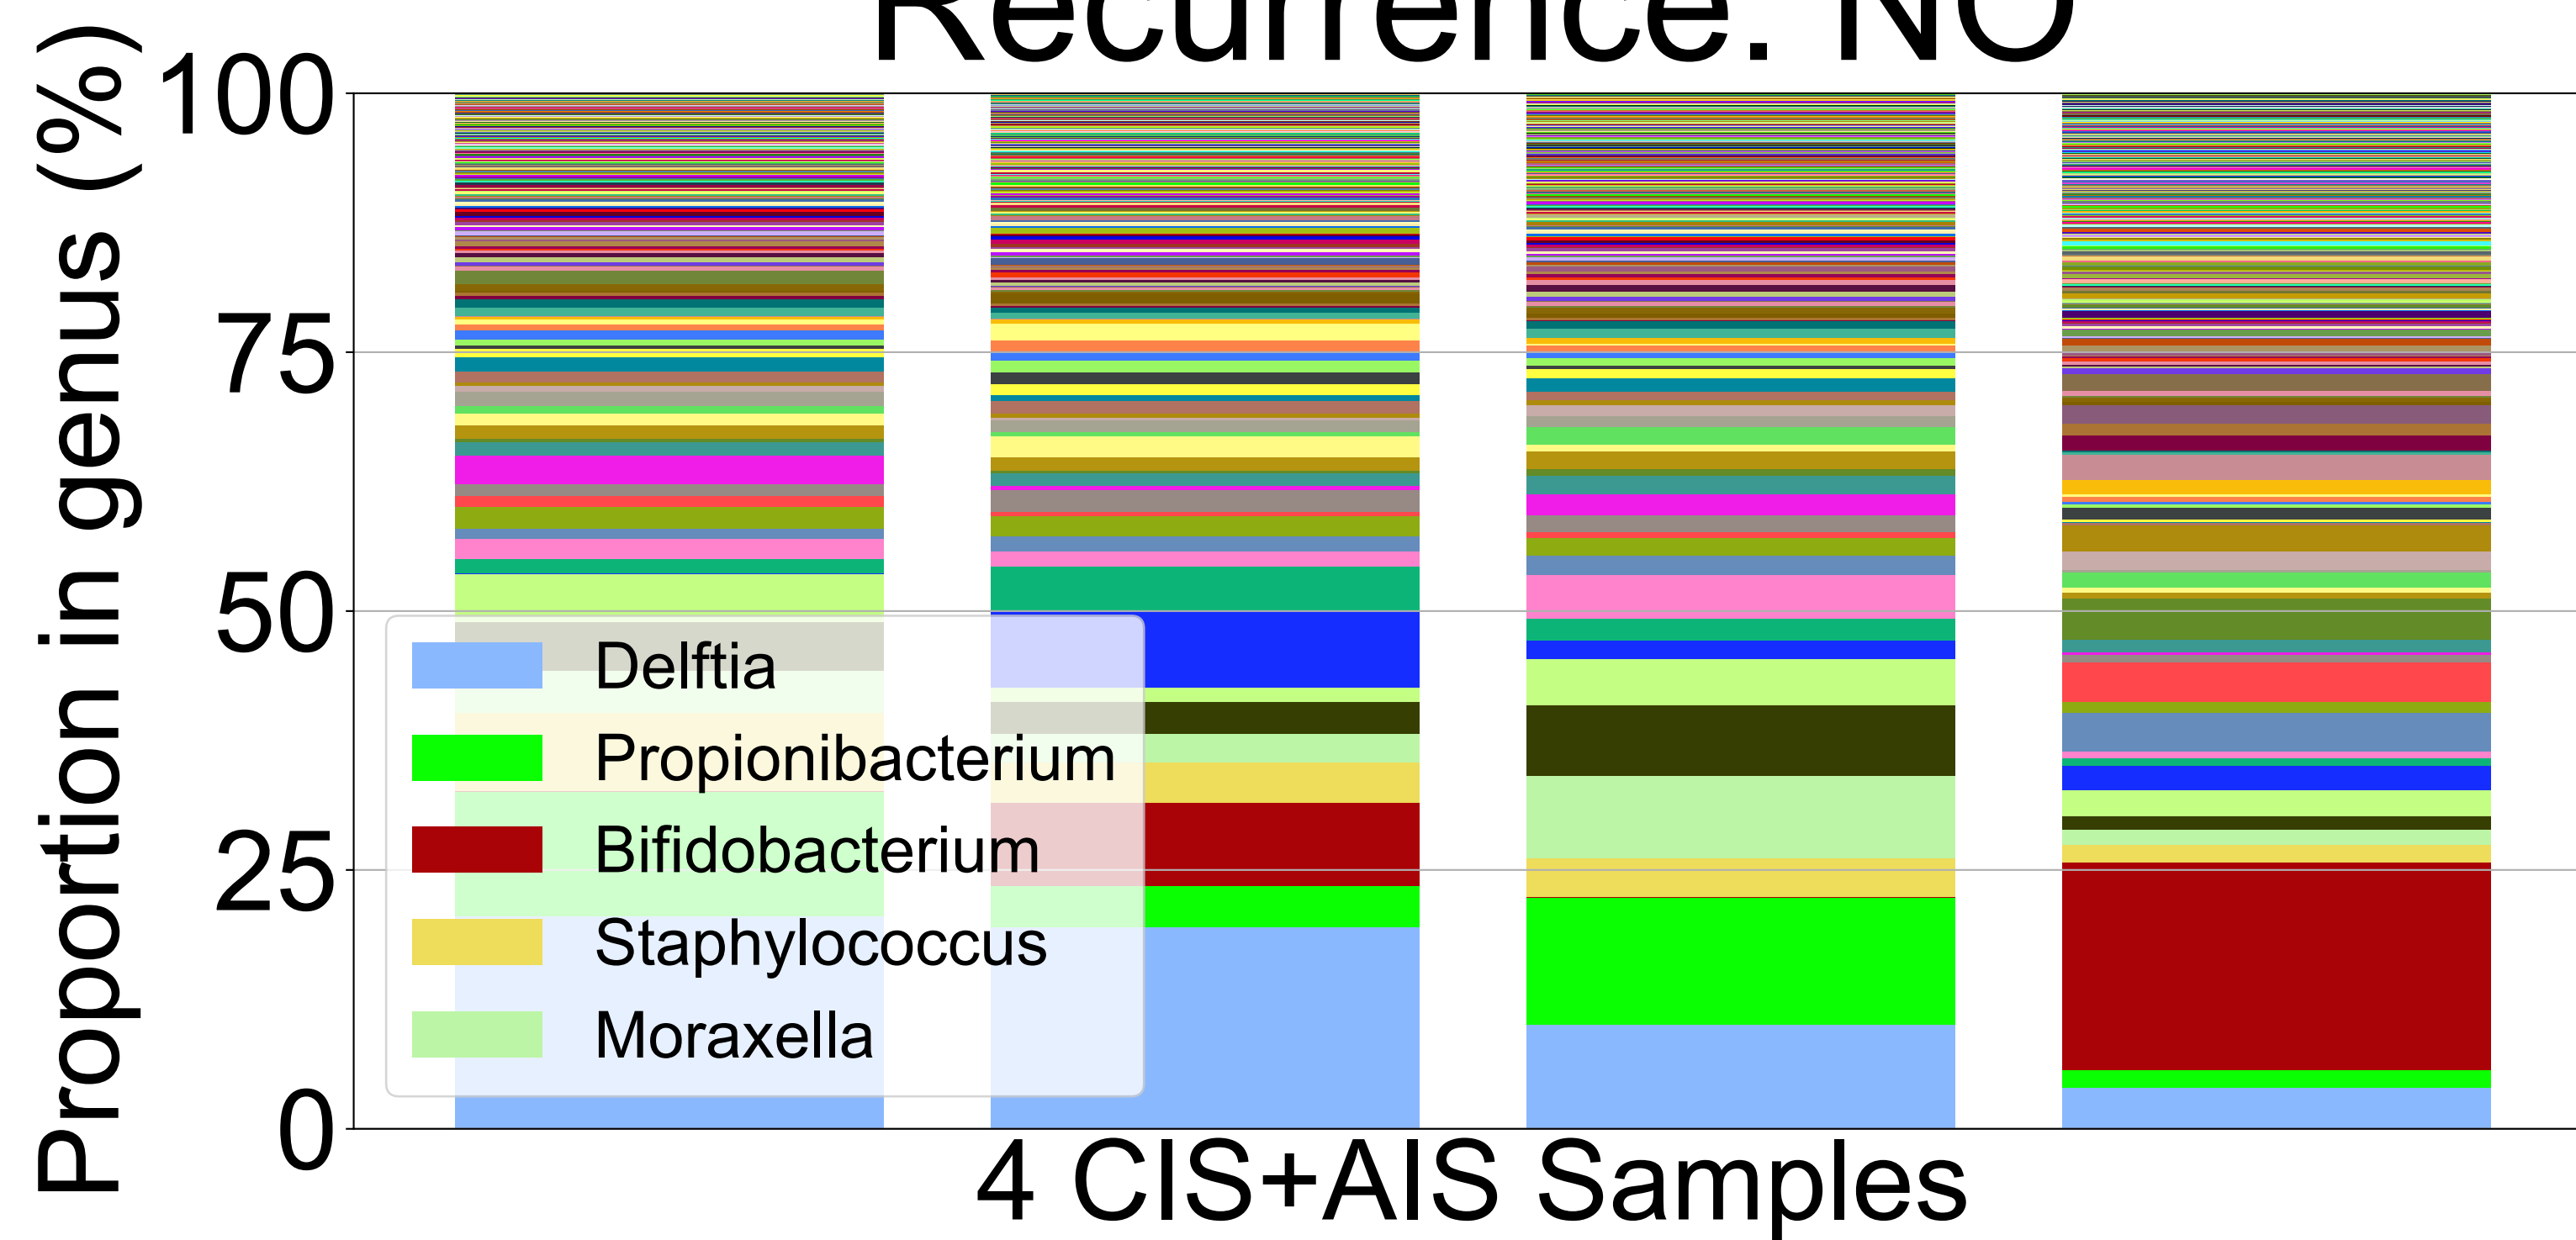 Recurrence: NO
Proportion in genus (%)
100
75
50
25
0
Delftia
Propionibacterium
Bifidobacterium
Staphylococcus
Moraxella
4 CIS+AIS Samples